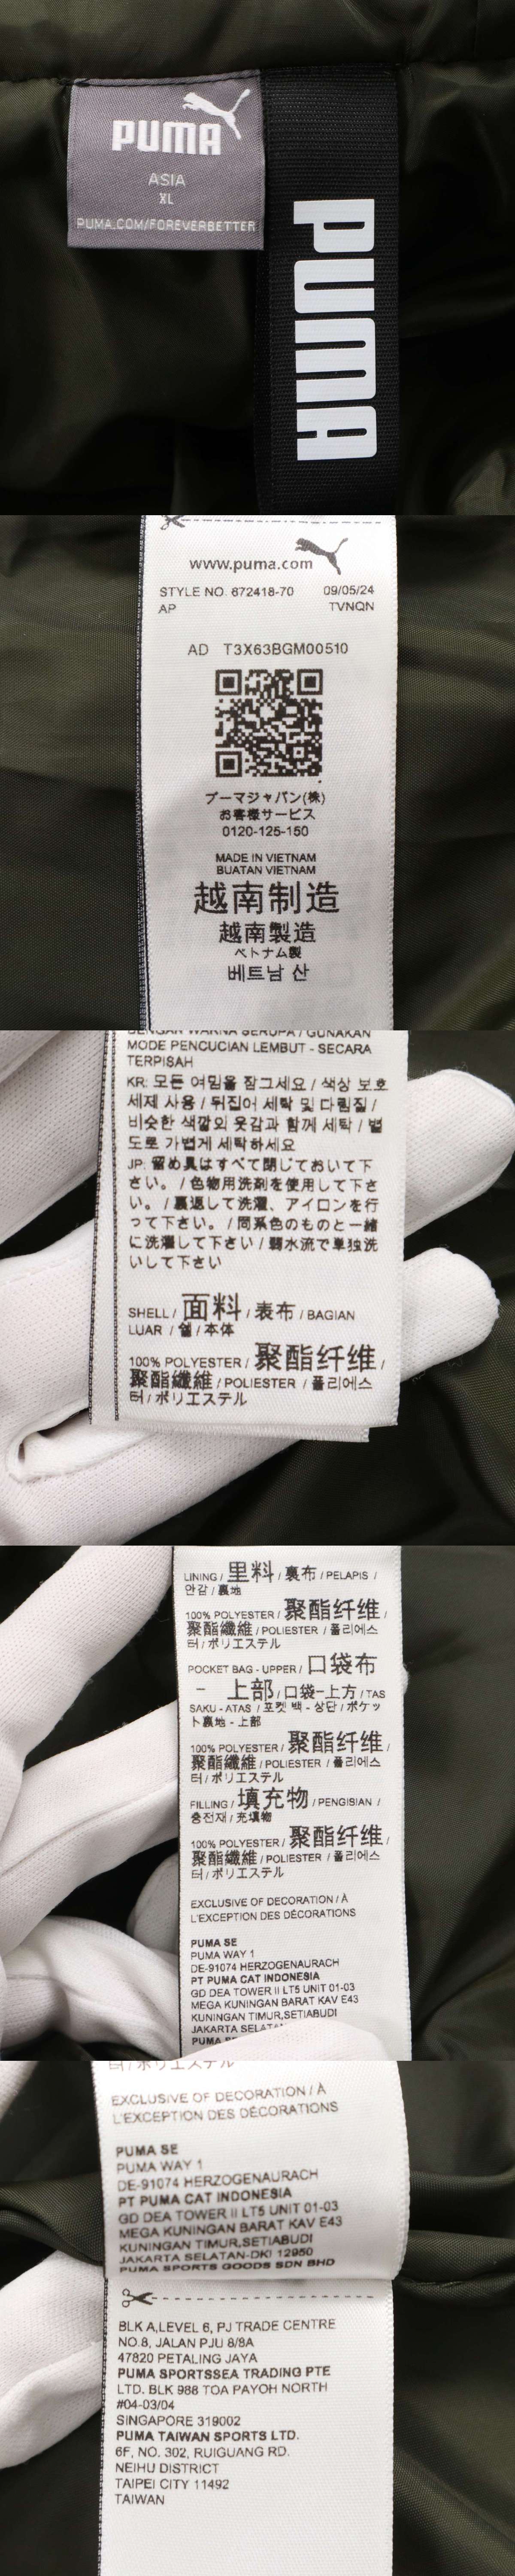 PUMA
ASIA
XL
PUMA.COM/FOREVERBETTER
PUMA
www.puma.com
STYLE NO. 672418-70 09/05/24
AP TVNQN
AD T3X63BGM00510
プーマジャパン(株)
お客様サービス
0120-125-150
MADE IN VIETNAM
BUATAN VIETNAM
越南制造
越南製造
ベトナム製
베트남 산
DENGAN WARNA SERUPA / GUNAKAN
MODE PENCUCIAN LEMBUT - SECARA
TERPISAH
KR: 모든 여밈을 잠그세요 / 색상 보호
세제 사용 / 뒤집어 세탁 및 다림질 /
비슷한 색깔의 옷감과 함께 세탁 / 별
도로 가볍게 세탁하세요
JP: 留め具はすべて閉じておいて下
さい。 / 色物用洗剤を使用して下さ
い。 / 裏返して洗濯、アイロンを行
って下さい。 / 同系色のものと一緒
に洗濯して下さい / 弱水流で単独洗
いして下さい
SHELL / 面料 / 表布 / BAGIAN
LUAR / 쉘 / 本体
100% POLYESTER / 聚酯纤维 /
聚酯纖維 / POLIESTER / 폴리에스
터 / ポリエステル
LINING / 里料 / 裏布 / PELAPIS /
안감 / 裏地
100% POLYESTER / 聚酯纤维 /
聚酯纖維 / POLIESTER / 폴리에스
터 / ポリエステル
POCKET BAG - UPPER / 口袋布
- 上部 / 口袋-上方 / TAS
SAKU - ATAS / 포켓 백 - 상단 / ポケッ
ト裏地 - 上部
100% POLYESTER / 聚酯纤维 /
聚酯纖維 / POLIESTER / 폴리에스
터 / ポリエステル
FILLING / 填充物 / PENGISIAN /
충전재 / 充填物
100% POLYESTER / 聚酯纤维 /
聚酯纖維 / POLIESTER / 폴리에스
터 / ポリエステル
EXCLUSIVE OF DECORATION / À
L'EXCEPTION DES DÉCORATIONS
PUMA SE
PUMA WAY 1
DE-91074 HERZOGENAURACH
PT PUMA CAT INDONESIA
GD DEA TOWER II LT5 UNIT 01-03
MEGA KUNINGAN BARAT KAV E43
KUNINGAN TIMUR,SETIABUDI
JAKARTA SELAT
PUMA
터 / ポリエステル
EXCLUSIVE OF DECORATION / À
L'EXCEPTION DES DÉCORATIONS
PUMA SE
PUMA WAY 1
DE-91074 HERZOGENAURACH
PT PUMA CAT INDONESIA
GD DEA TOWER II LT5 UNIT 01-03
MEGA KUNINGAN BARAT KAV E43
KUNINGAN TIMUR,SETIABUDI
JAKARTA SELATAN-DKI 12950
PUMA SPORTS GOODS SDN BHD
BLK A,LEVEL 6, PJ TRADE CENTRE
NO.8, JALAN PJU 8/8A
47820 PETALING JAYA
PUMA SPORTSSEA TRADING PTE
LTD. BLK 988 TOA PAYOH NORTH
#04-03/04
SINGAPORE 319002
PUMA TAIWAN SPORTS LTD.
6F, NO. 302, RUIGUANG RD.
NEIHU DISTRICT
TAIPEI CITY 11492
TAIWAN